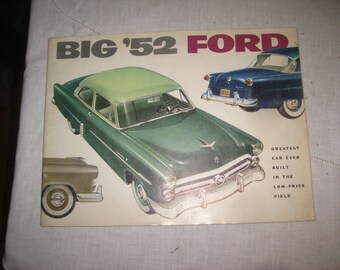 BIG '52 FORD
GREATEST
CAR EVER
BUILT
IN THE
LOW-PRICE
FIELD